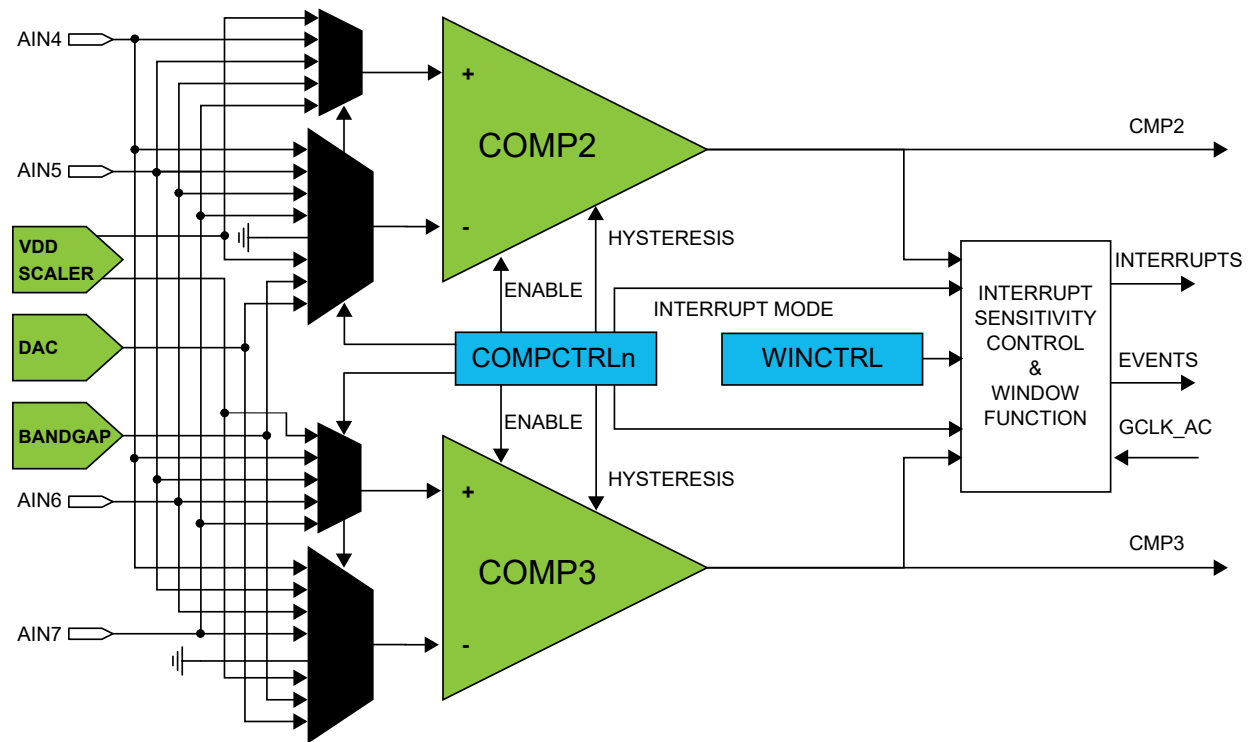 AIN4
+
COMP2
-
CMP2
AIN5
VDD
SCALER
HYSTERESIS
ENABLE
INTERRUPT MODE
DAC
COMPCTRLn
WINCTRL
INTERRUPT
SENSITIVITY
CONTROL
&
WINDOW
FUNCTION
INTERRUPTS
EVENTS
GCLK_AC
BANDGAP
ENABLE
HYSTERESIS
AIN6
+
COMP3
-
CMP3
AIN7